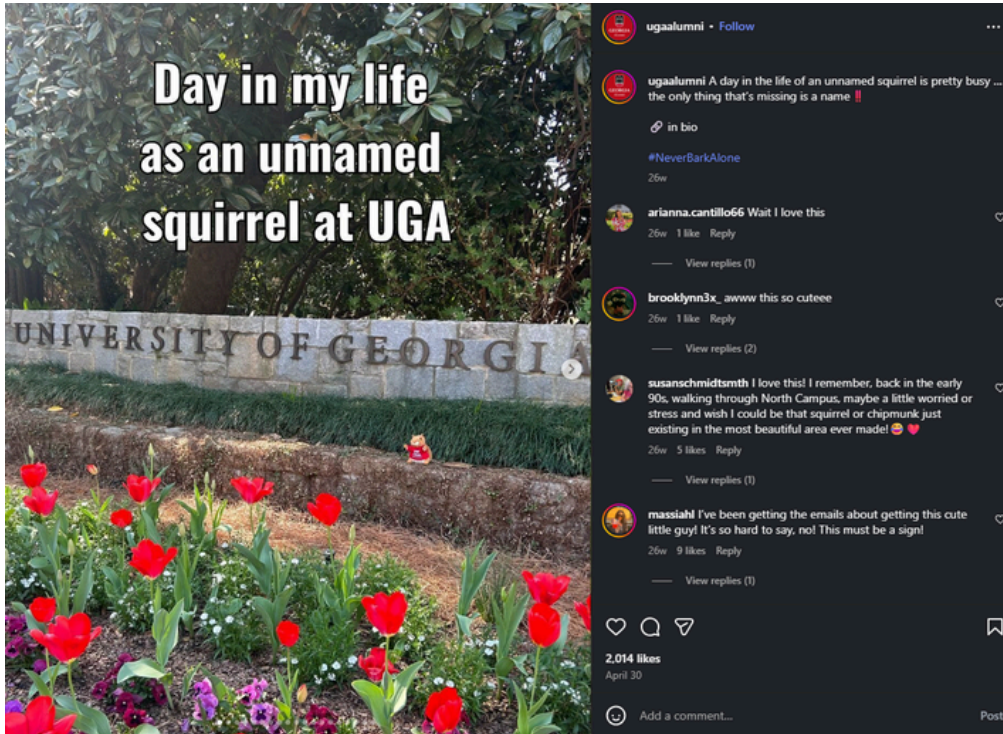 Day in my life
as an unnamed
squirrel at UGA
UNIVERSITY OF GEORGIA
ugaalumni • Follow
ugaalumni A day in the life of an unnamed squirrel is pretty busy ...
the only thing that's missing is a name ‼️
🔗 in bio
#NeverBarkAlone
26w
arianna.cantillo66 Wait I love this
26w 1 like Reply
View replies (1)
brooklynn3x_ awww this so cuteee
26w 1 like Reply
View replies (2)
susanschmidtsmth I love this! I remember, back in the early
90s, walking through North Campus, maybe a little worried or
stress and wish I could be that squirrel or chipmunk just
existing in the most beautiful area ever made! 😂 ❤️
26w 5 likes Reply
View replies (1)
massiahl I've been getting the emails about getting this cute
little guy! It's so hard to say, no! This must be a sign!
26w 9 likes Reply
View replies (1)
2,014 likes
April 30
Add a comment...
Post